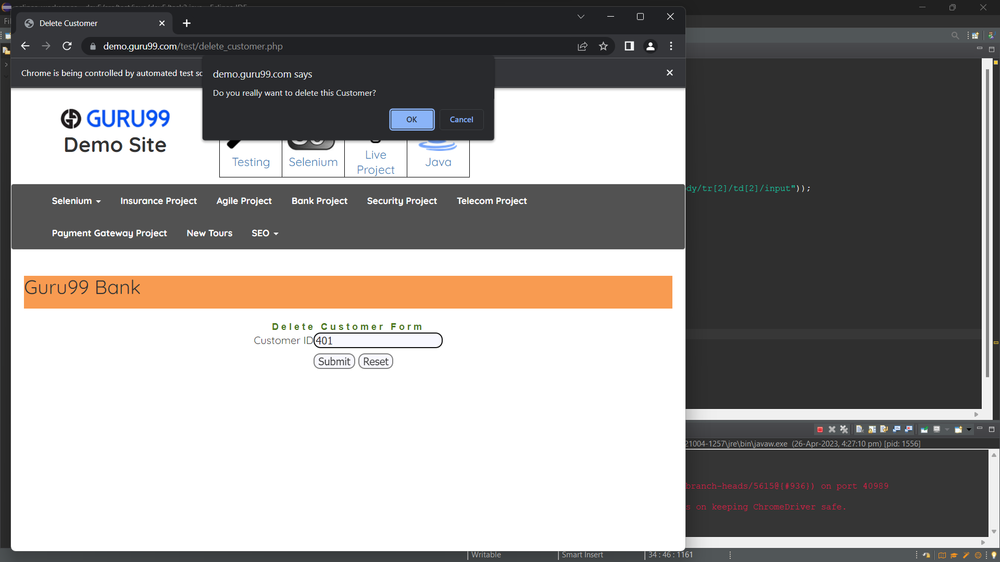 Delete Customer
demo.guru99.com/test/delete_customer.php
Chrome is being controlled by automated test
demo.guru99.com says
Do you really want to delete this Customer?
OK
Cancel
GURU99
Demo Site
Testing
Selenium
Live
Project
Java
Selenium
Insurance Project
Agile Project
Bank Project
Security Project
Telecom Project
Payment Gateway Project
New Tours
SEO
Guru99 Bank
Delete Customer Form
Customer ID 401
Submit
Reset
dy/tr[2]/td[2]/input"));
21004-1257\jre\bin\javaw.exe (26-Apr-2023, 4:27:10 pm) [pid: 1556]
branch-heads/5615@{#936}) on port 40989
s on keeping ChromeDriver safe.
Writable
Smart Insert
34 : 46 : 1161